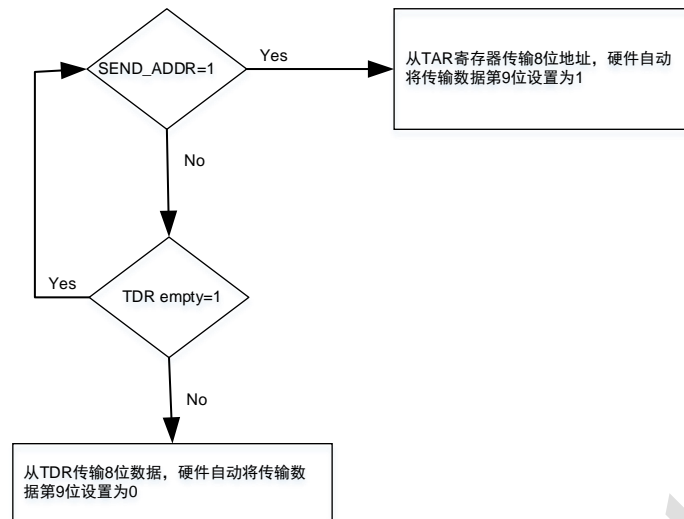 SEND_ADDR=1
Yes
从TAR寄存器传输8位地址，硬件自动
将传输数据第9位设置为1
No
Yes
TDR empty=1
No
从TDR传输8位数据，硬件自动将传输数
据第9位设置为0